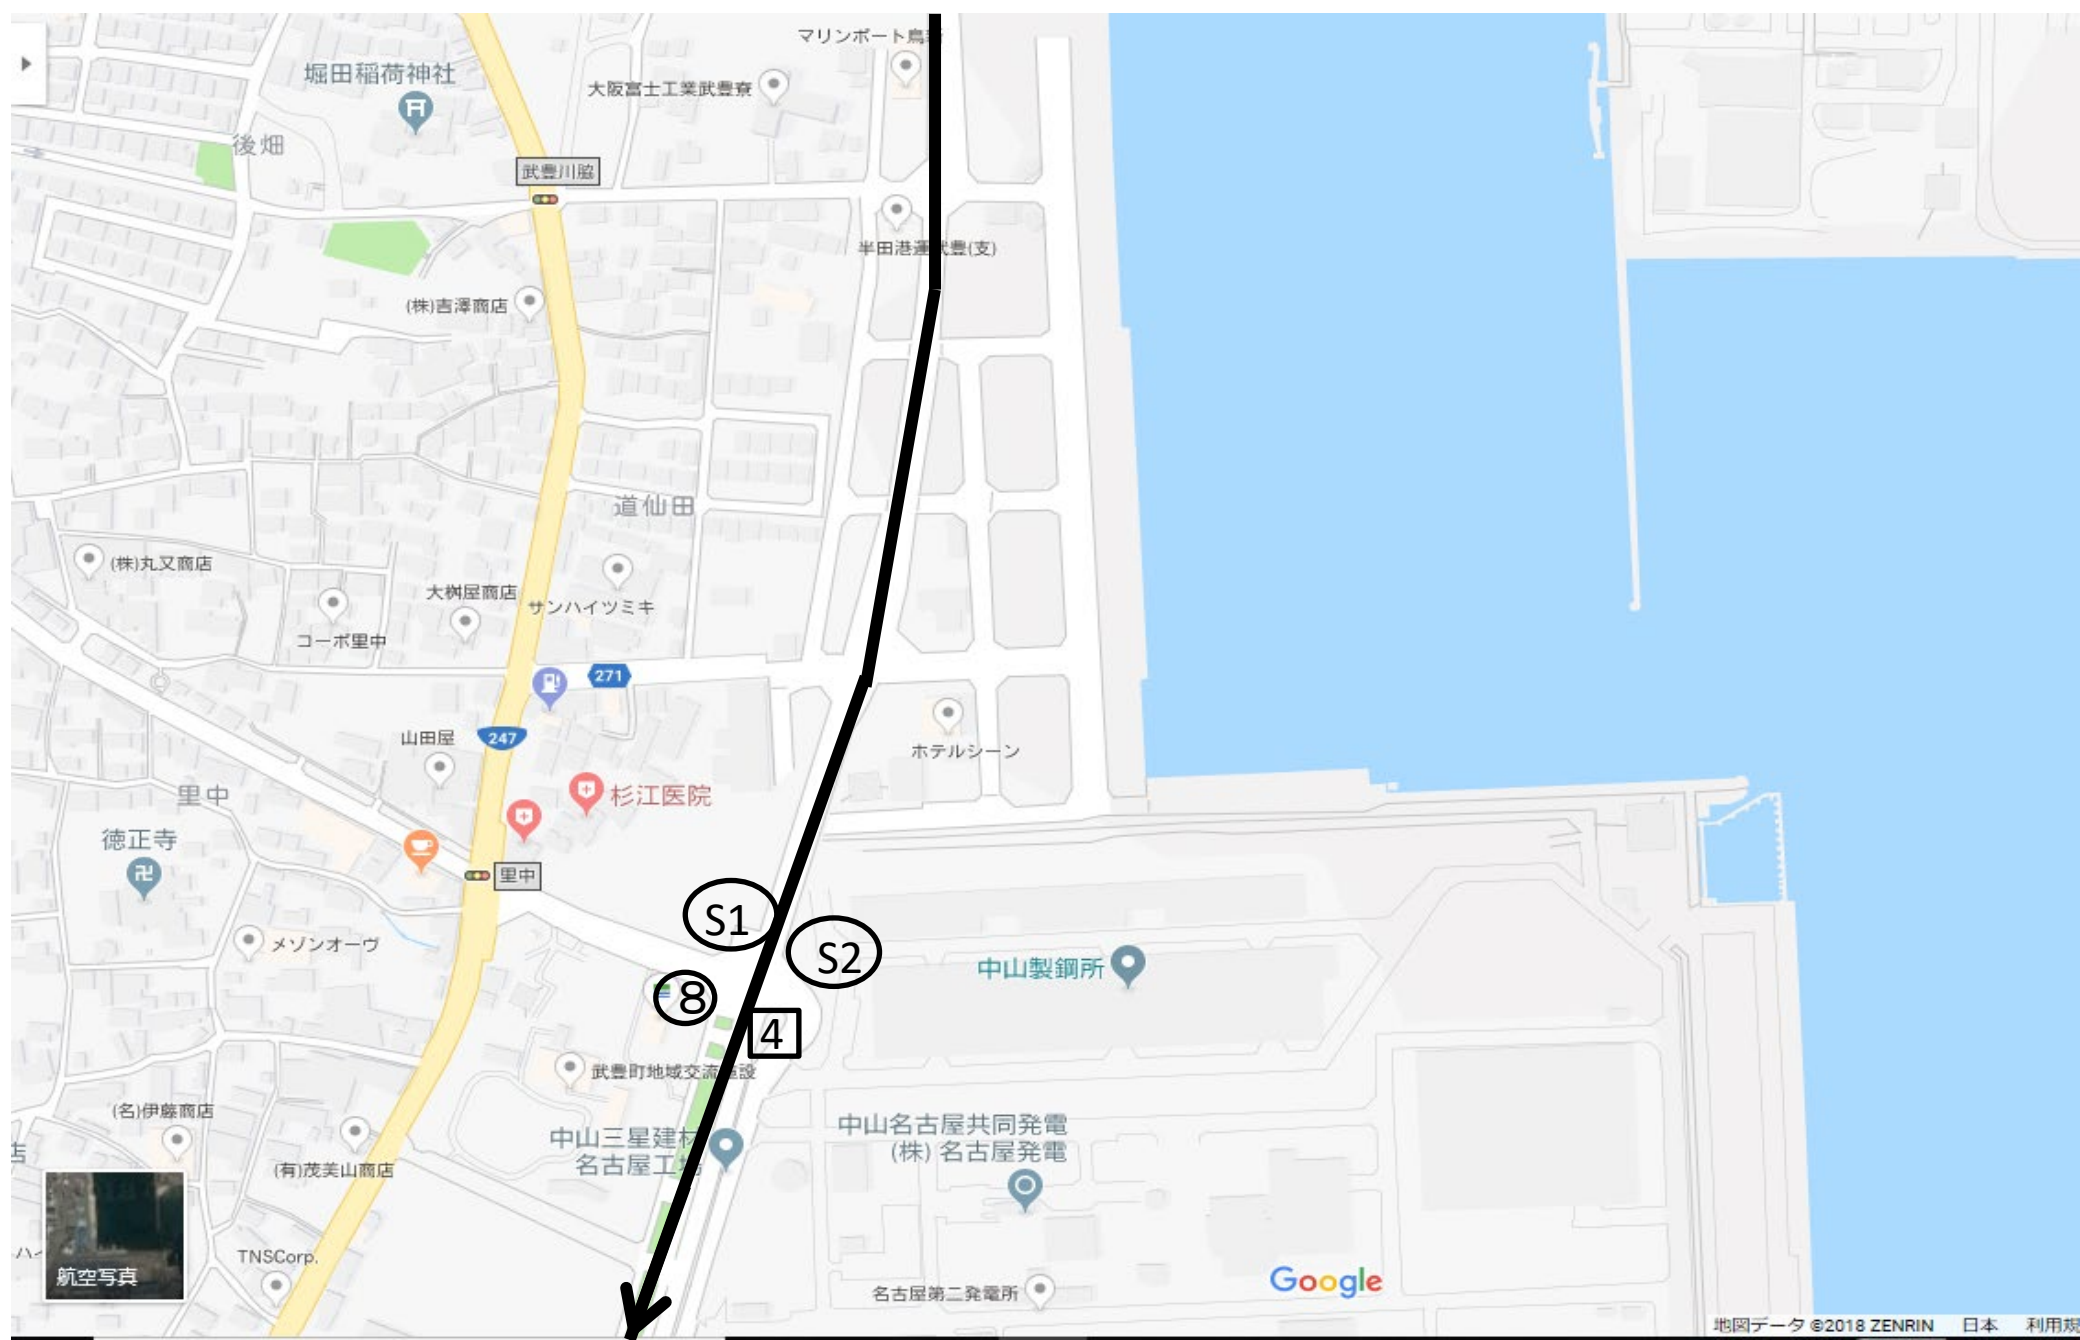 マリンポート鳥
堀田稲荷神社
大阪富士工業武豊寮
後畑
武豊川脇
半田港運武豊(支)
(株)吉澤商店
道仙田
(株)丸又商店
大桝屋商店
サンハイツミキ
コーポ里中
271
山田屋
247
ホテルシーン
里中
杉江医院
徳正寺
里中
S1
メゾンオーヴ
S2
中山製鋼所
8
4
武豊町地域交流施設
(名)伊藤商店
中山三星建材
名古屋工場
中山名古屋共同発電
(株) 名古屋発電
店
(有)茂美山商店
ハイ
TNSCorp.
航空写真
名古屋第二発電所
Google
地図データ ©2018 ZENRIN 日本 利用規